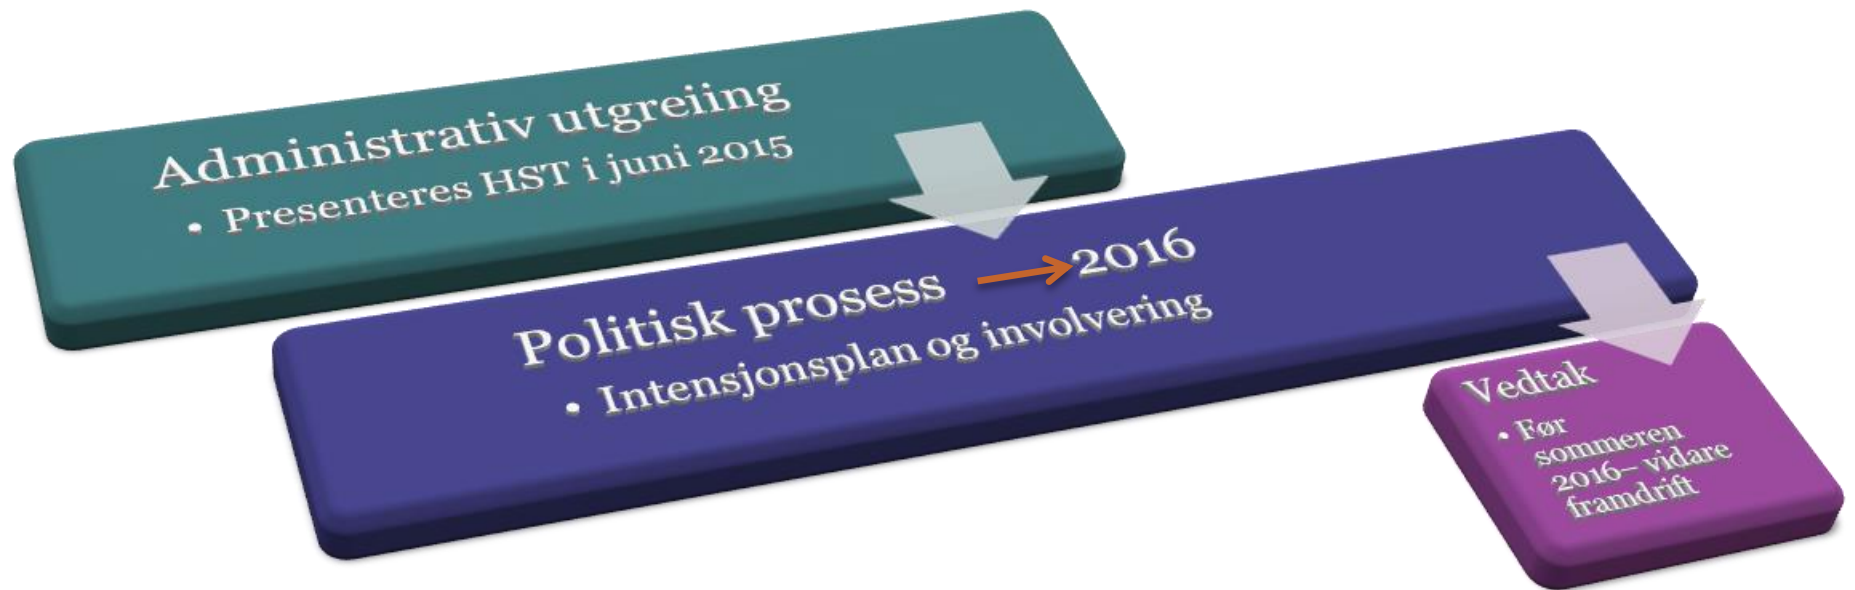 Administrativ utgreiing
• Presenteres HST i juni 2015
Politisk prosess → 2016
• Intensjonsplan og involvering
Vedtak
• Før
sommeren
2016– vidare
framdrift